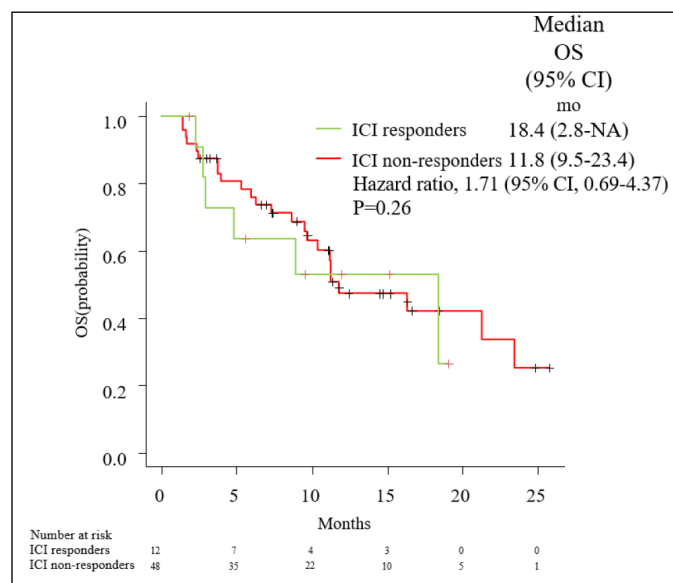 Median
OS
(95% CI)
mo
ICI responders 18.4 (2.8-NA)
ICI non-responders 11.8 (9.5-23.4)
Hazard ratio, 1.71 (95% CI, 0.69-4.37)
P=0.26
OS(probability)
1.0
0.8
0.6
0.4
0.2
0.0
0 5 10 15 20 25
Months
Number at risk
ICI responders 12 7 4 3 0 0
ICI non-responders 48 35 22 10 5 1